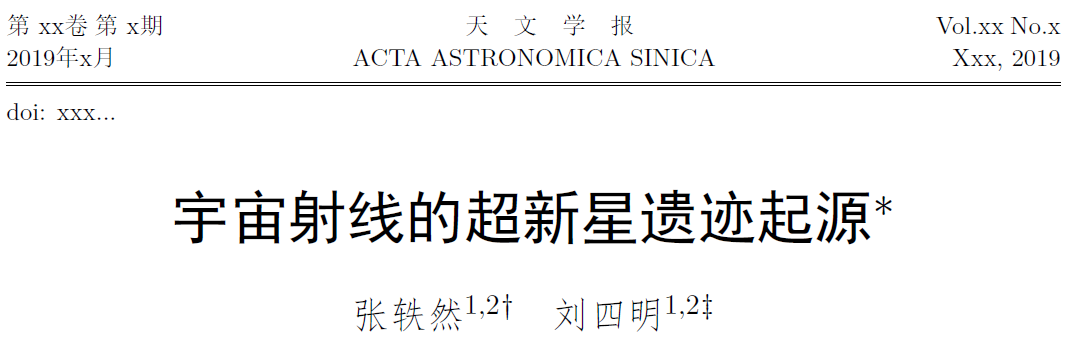 第 xx卷 第 x期 天 文 学 报 Vol.xx No.x
2019年x月 ACTA ASTRONOMICA SINICA Xxx, 2019
doi: xxx...
宇宙射线的超新星遗迹起源*
张轶然1,2† 刘四明1,2‡